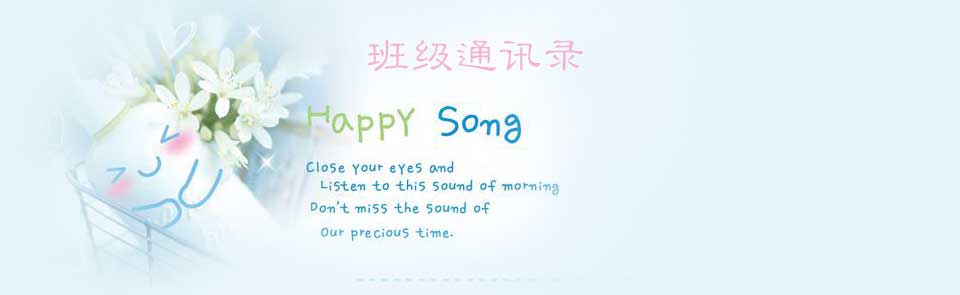 班级通讯录
Happy Song
Close your eyes and
Listen to this sound of morning
Don't miss the sound of
Our precious time.